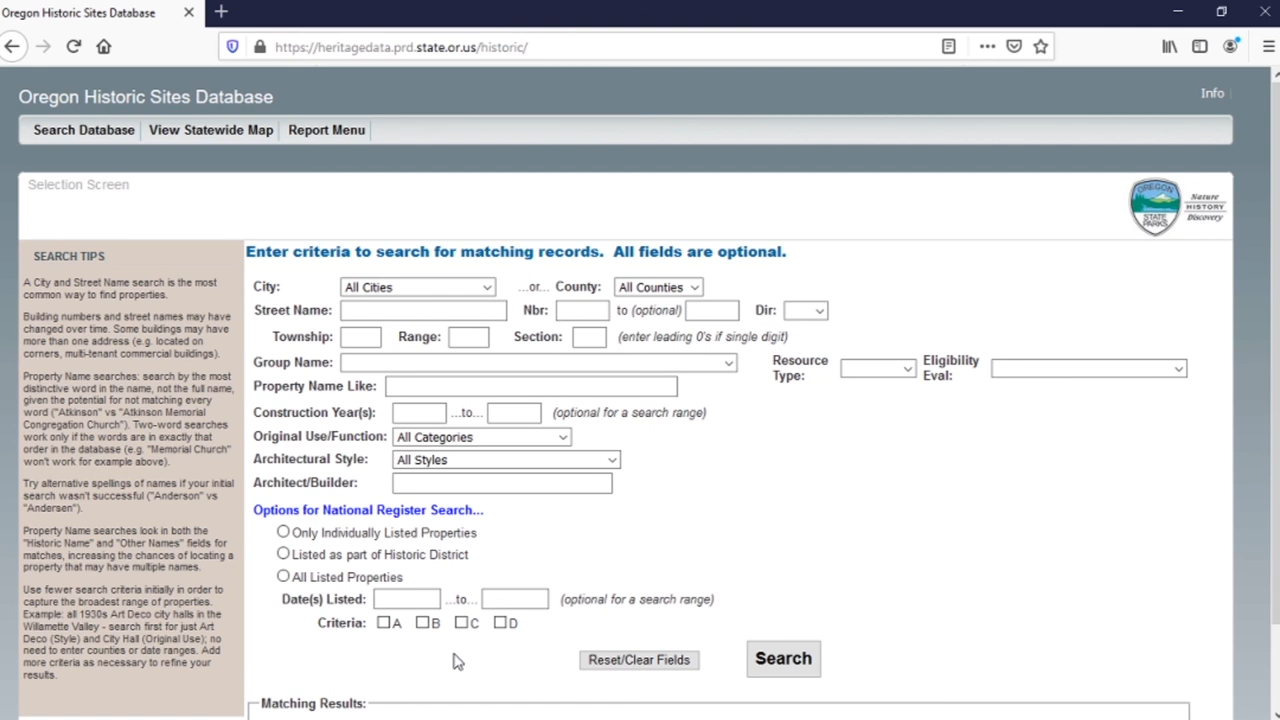 Oregon Historic Sites Database
https://heritagedata.prd.state.or.us/historic/
Oregon Historic Sites Database
Info
Search Database
View Statewide Map
Report Menu
Selection Screen
OREGON
STATE
PARKS
Nature
HISTORY
Discovery
SEARCH TIPS
A City and Street Name search is the most
common way to find properties.
Building numbers and street names may have
changed over time. Some buildings may have
more than one address (e.g. located on
corners, multi-tenant commercial buildings).
Property Name searches: search by the most
distinctive word in the name, not the full name,
given the potential for not matching every
word ("Atkinson" vs "Atkinson Memorial
Congregation Church"). Two-word searches
work only if the words are in exactly that
order in the database (e.g. "Memorial Church"
won't work for example above).
Try alternative spellings of names if your initial
search wasn't successful ("Anderson" vs
"Andersen").
Property Name searches look in both the
"Historic Name" and "Other Names" fields for
matches, increasing the chances of locating a
property that may have multiple names.
Use fewer search criteria initially in order to
capture the broadest range of properties.
Example: all 1930s Art Deco city halls in the
Willamette Valley - search first for just Art
Deco (Style) and City Hall (Original Use); no
need to enter counties or date ranges. Add
more criteria as necessary to refine your
results.
Enter criteria to search for matching records. All fields are optional.
City: All Cities ...or... County: All Counties
Street Name: Nbr: to (optional) Dir:
Township: Range: Section: (enter leading 0's if single digit)
Group Name: Resource Type: Eligibility Eval:
Property Name Like:
Construction Year(s): ...to... (optional for a search range)
Original Use/Function: All Categories
Architectural Style: All Styles
Architect/Builder:
Options for National Register Search...
Only Individually Listed Properties
Listed as part of Historic District
All Listed Properties
Date(s) Listed: ...to... (optional for a search range)
Criteria: A B C D
Reset/Clear Fields Search
Matching Results: